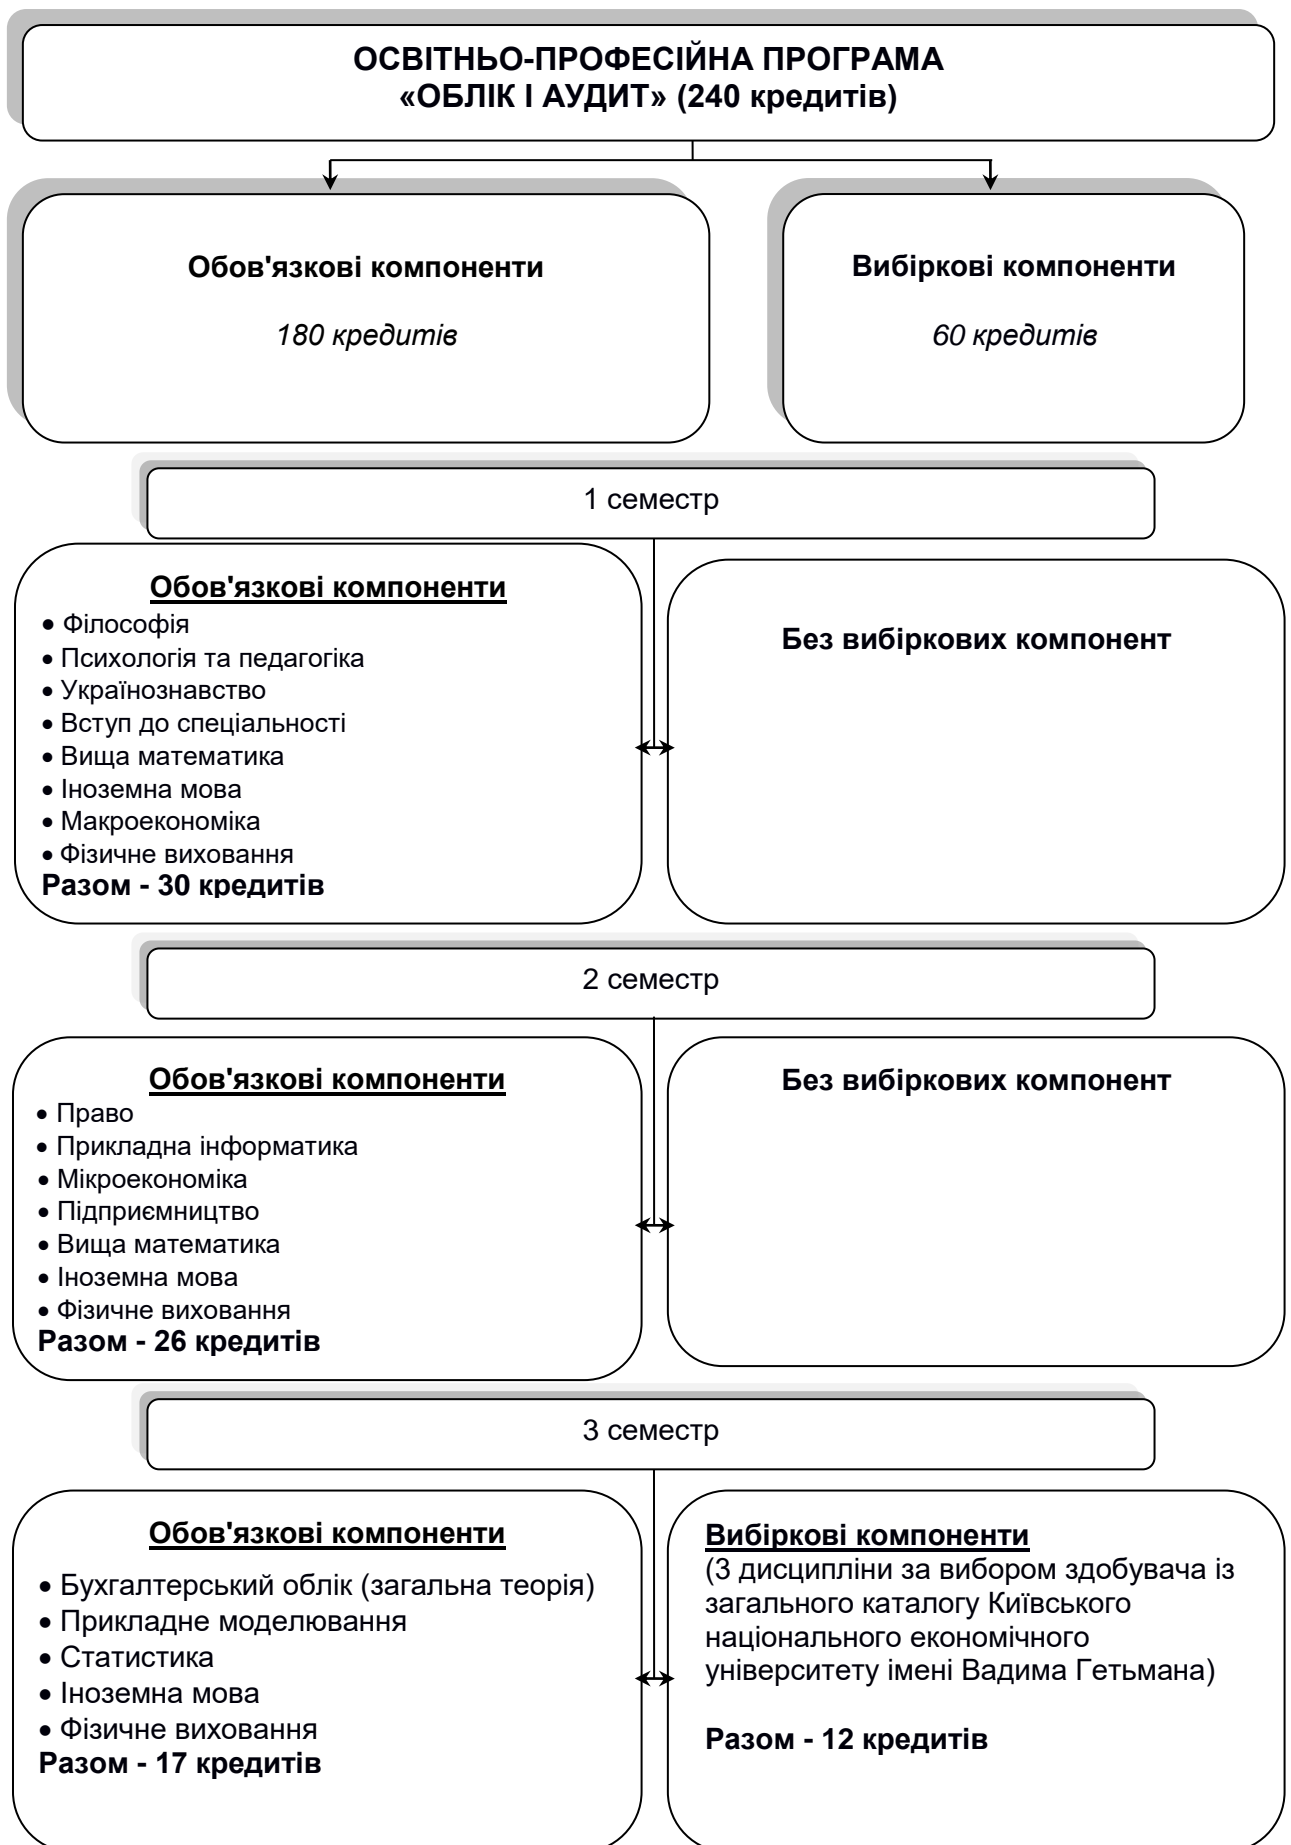 ОСВІТНЬО-ПРОФЕСІЙНА ПРОГРАМА
«ОБЛІК І АУДИТ» (240 кредитів)
Обов'язкові компоненти
180 кредитів
Вибіркові компоненти
60 кредитів
1 семестр
Обов'язкові компоненти
• Філософія
• Психологія та педагогіка
• Українознавство
• Вступ до спеціальності
• Вища математика
• Іноземна мова
• Макроекономіка
• Фізичне виховання
Разом - 30 кредитів
Без вибіркових компонент
2 семестр
Обов'язкові компоненти
• Право
• Прикладна інформатика
• Мікроекономіка
• Підприємництво
• Вища математика
• Іноземна мова
• Фізичне виховання
Разом - 26 кредитів
Без вибіркових компонент
3 семестр
Обов'язкові компоненти
• Бухгалтерський облік (загальна теорія)
• Прикладне моделювання
• Статистика
• Іноземна мова
• Фізичне виховання
Разом - 17 кредитів
Вибіркові компоненти
(3 дисципліни за вибором здобувача із
загального каталогу Київського
національного економічного
університету імені Вадима Гетьмана)
Разом - 12 кредитів